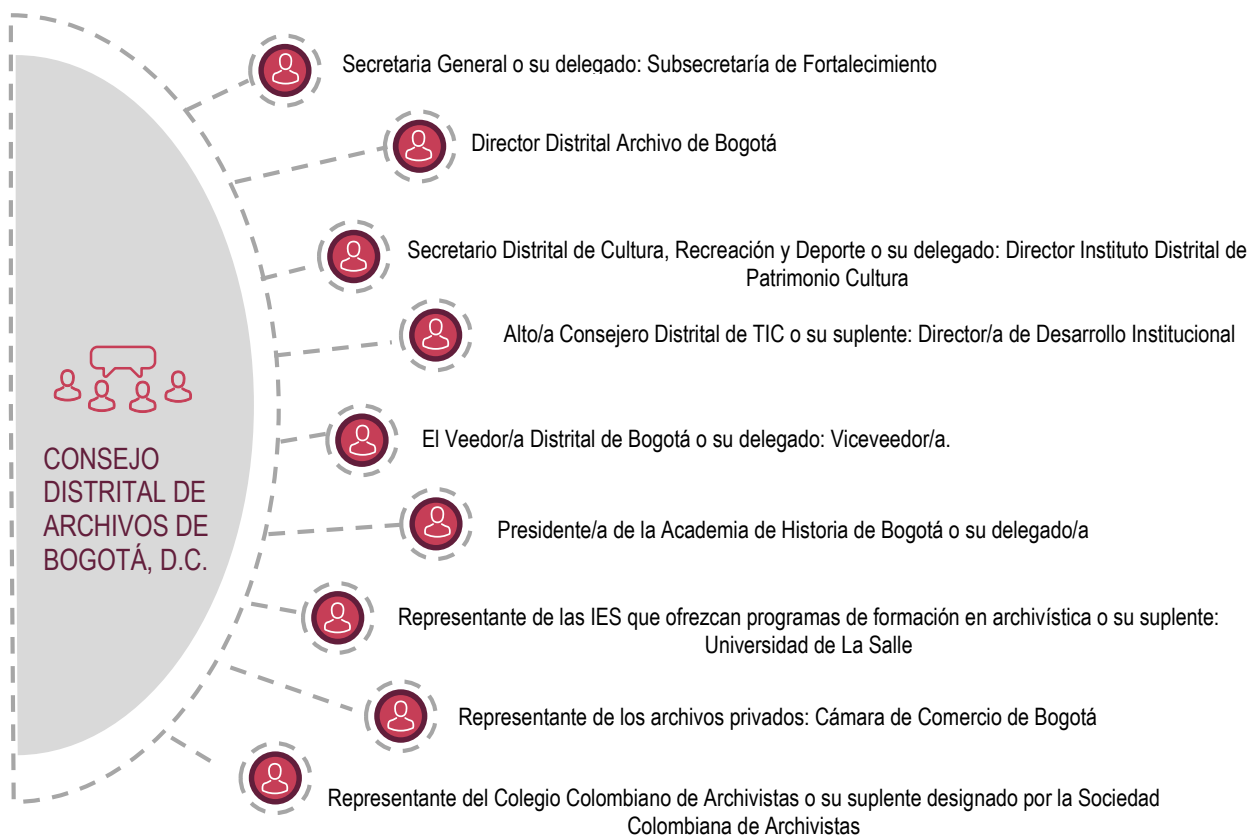 Secretaria General o su delegado: Subsecretaría de Fortalecimiento
Director Distrital Archivo de Bogotá
Secretario Distrital de Cultura, Recreación y Deporte o su delegado: Director Instituto Distrital de
Patrimonio Cultura
Alto/a Consejero Distrital de TIC o su suplente: Director/a de Desarrollo Institucional
El Veedor/a Distrital de Bogotá o su delegado: Viceveedor/a.
CONSEJO
DISTRITAL DE
ARCHIVOS DE
BOGOTÁ, D.C.
Presidente/a de la Academia de Historia de Bogotá o su delegado/a
Representante de las IES que ofrezcan programas de formación en archivística o su suplente:
Universidad de La Salle
Representante de los archivos privados: Cámara de Comercio de Bogotá
Representante del Colegio Colombiano de Archivistas o su suplente designado por la Sociedad
Colombiana de Archivistas